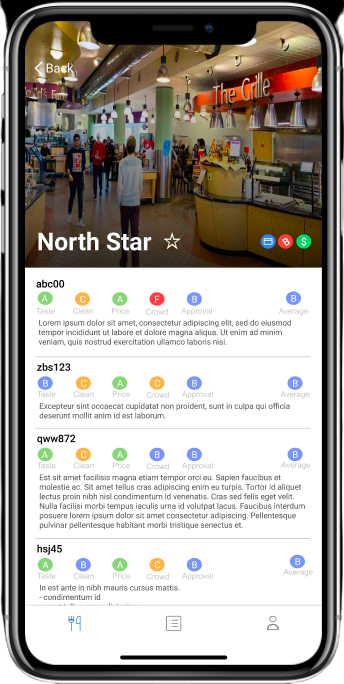 Back
The Grille
North Star
B $
abc00
A C A F B B
Taste Clean Price Crowd Approval Average
Lorem ipsum dolor sit amet, consectetur adipiscing elit, sed do eiusmod
tempor incididunt ut labore et dolore magna aliqua. Ut enim ad minim
veniam, quis nostrud exercitation ullamco laboris nisi.
zbs123
B C A C B B
Taste Clean Price Crowd Approval Average
Excepteur sint occaecat cupidatat non proident, sunt in culpa qui officia
deserunt mollit anim id est laborum.
qww872
A C A B B B
Taste Clean Price Crowd Approval Average
Est sit amet facilisis magna etiam tempor orci eu. Sapien faucibus et
molestie ac. Sit amet tellus cras adipiscing enim eu turpis. Tortor id aliquet
lectus proin nibh nisl condimentum id venenatis. Cras sed felis eget velit.
Nulla facilisi morbi tempus iaculis urna id volutpat lacus. Faucibus interdum
posuere lorem ipsum dolor sit amet consectetur adipiscing. Pellentesque
pulvinar pellentesque habitant morbi tristique senectus et.
hsj45
A B A C A B
Taste Clean Price Crowd Approval Average
In est ante in nibh mauris cursus mattis.
- condimentum id